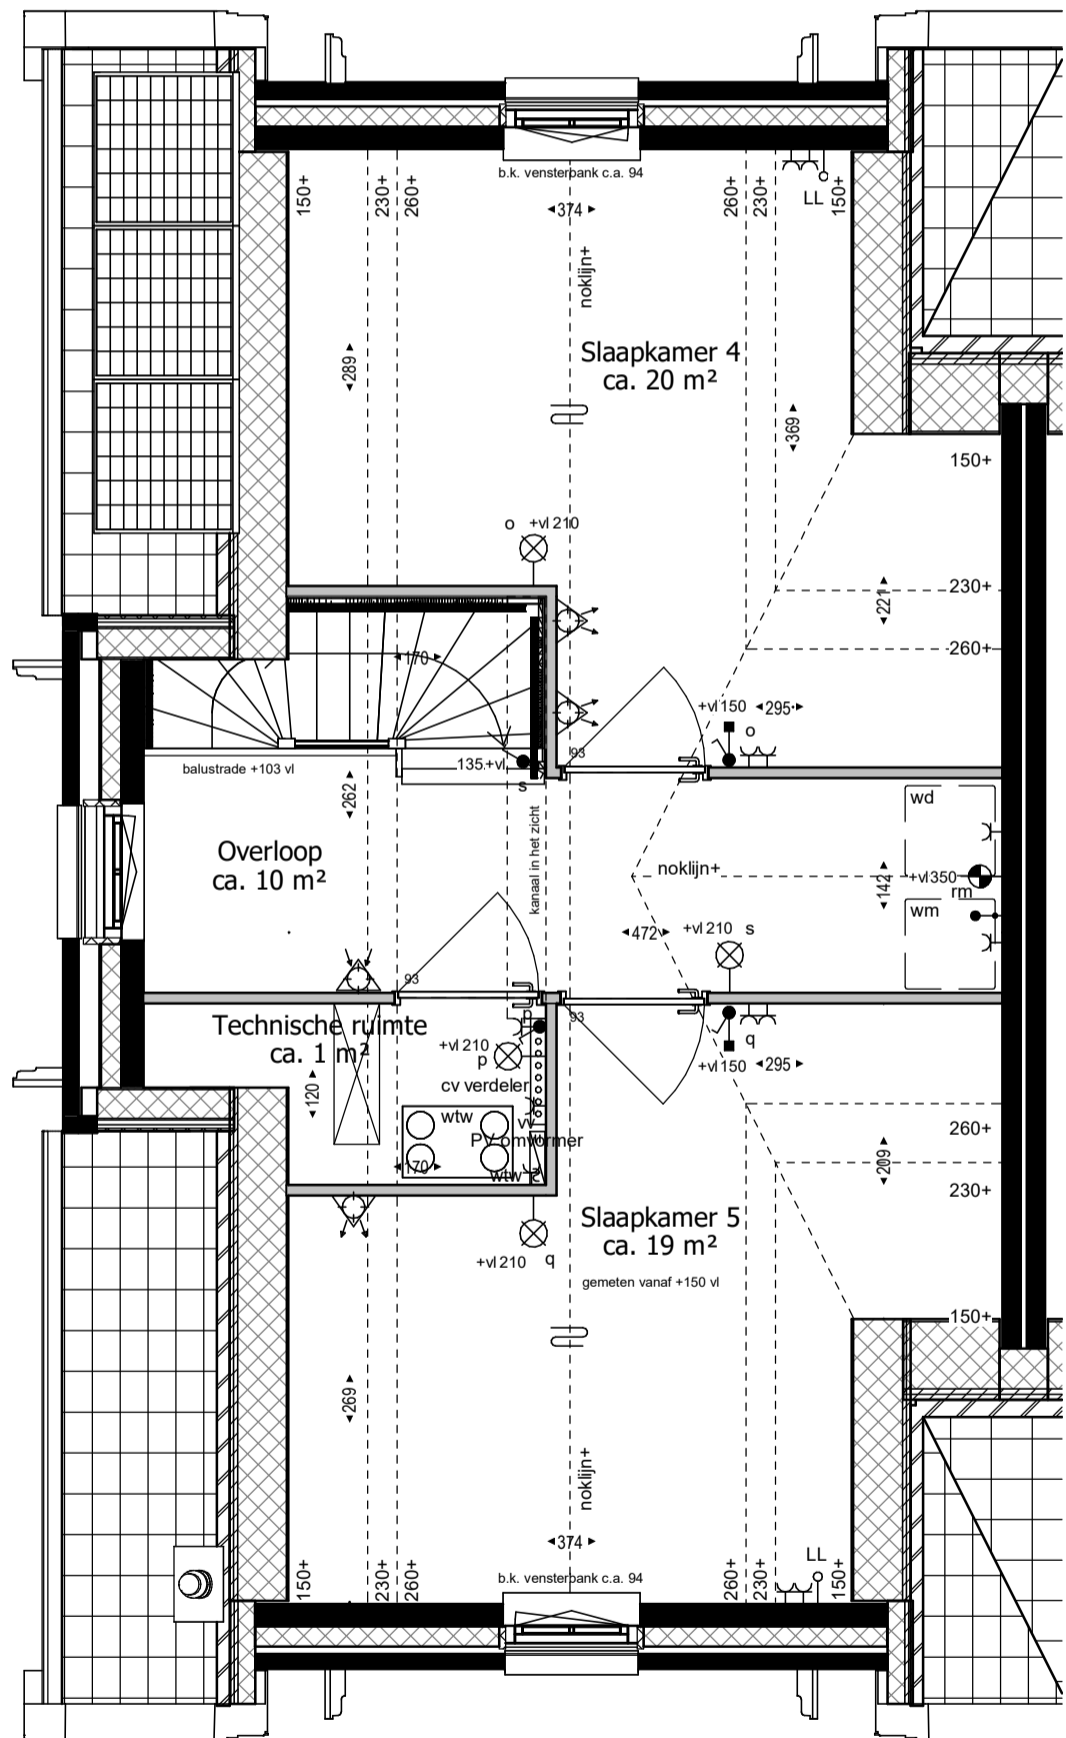 b.k. vensterbank c.a. 94
150+
230+
260+
374
260+
230+
LL
150+
noklijn+
289
Slaapkamer 4
ca. 20 m²
369
150+
o +vl 210
221
230+
260+
170
+vl 150 295
o
93
135.+vl
s
balustrade +103 vl
262
kanaal in het zicht
wd
Overloop
ca. 10 m²
noklijn+
142
+vl350
rm
wm
472
+vl 210 s
93
93
Technische ruimte
ca. 1 m²
p
+vl 210
p
q
+vl 150 295
120
cv verdeler
wtw
vv
PV omvormer
170
wtw
260+
209
230+
Slaapkamer 5
ca. 19 m²
+vl 210 q
gemeten vanaf +150 vl
150+
269
noklijn+
374
b.k. vensterbank c.a. 94
150+
230+
260+
260+
230+
LL
150+